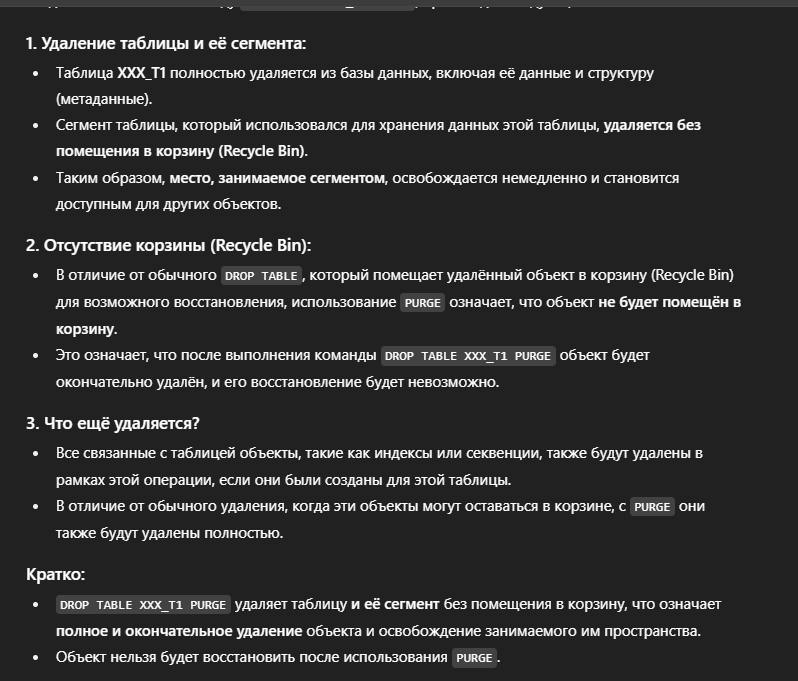 1. Удаление таблицы и её сегмента:
• Таблица XXX_T1 полностью удаляется из базы данных, включая её данные и структуру
(метаданные).
• Сегмент таблицы, который использовался для хранения данных этой таблицы, удаляется без
помещения в корзину (Recycle Bin).
• Таким образом, место, занимаемое сегментом, освобождается немедленно и становится
доступным для других объектов.
2. Отсутствие корзины (Recycle Bin):
• В отличие от обычного DROP TABLE, который помещает удалённый объект в корзину (Recycle Bin)
для возможного восстановления, использование PURGE означает, что объект не будет помещён в
корзину.
• Это означает, что после выполнения команды DROP TABLE XXX_T1 PURGE объект будет
окончательно удалён, и его восстановление будет невозможно.
3. Что ещё удаляется?
• Все связанные с таблицей объекты, такие как индексы или секвенции, также будут удалены в
рамках этой операции, если они были созданы для этой таблицы.
• В отличие от обычного удаления, когда эти объекты могут оставаться в корзине, с PURGE они
также будут удалены полностью.
Кратко:
• DROP TABLE XXX_T1 PURGE удаляет таблицу и её сегмент без помещения в корзину, что означает
полное и окончательное удаление объекта и освобождение занимаемого им пространства.
• Объект нельзя будет восстановить после использования PURGE.